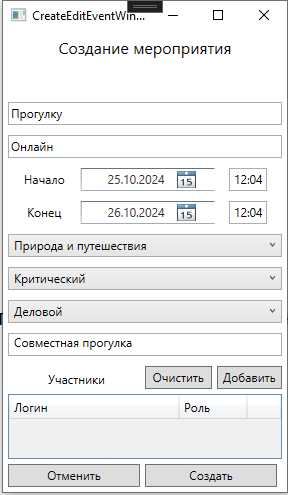 CreateEditEventWin...
Создание мероприятия
Прогулку
Онлайн
Начало 25.10.2024 15 12:04
Конец 26.10.2024 15 12:04
Природа и путешествия
Критический
Деловой
Совместная прогулка
Участники Очистить Добавить
Логин Роль
Отменить Создать